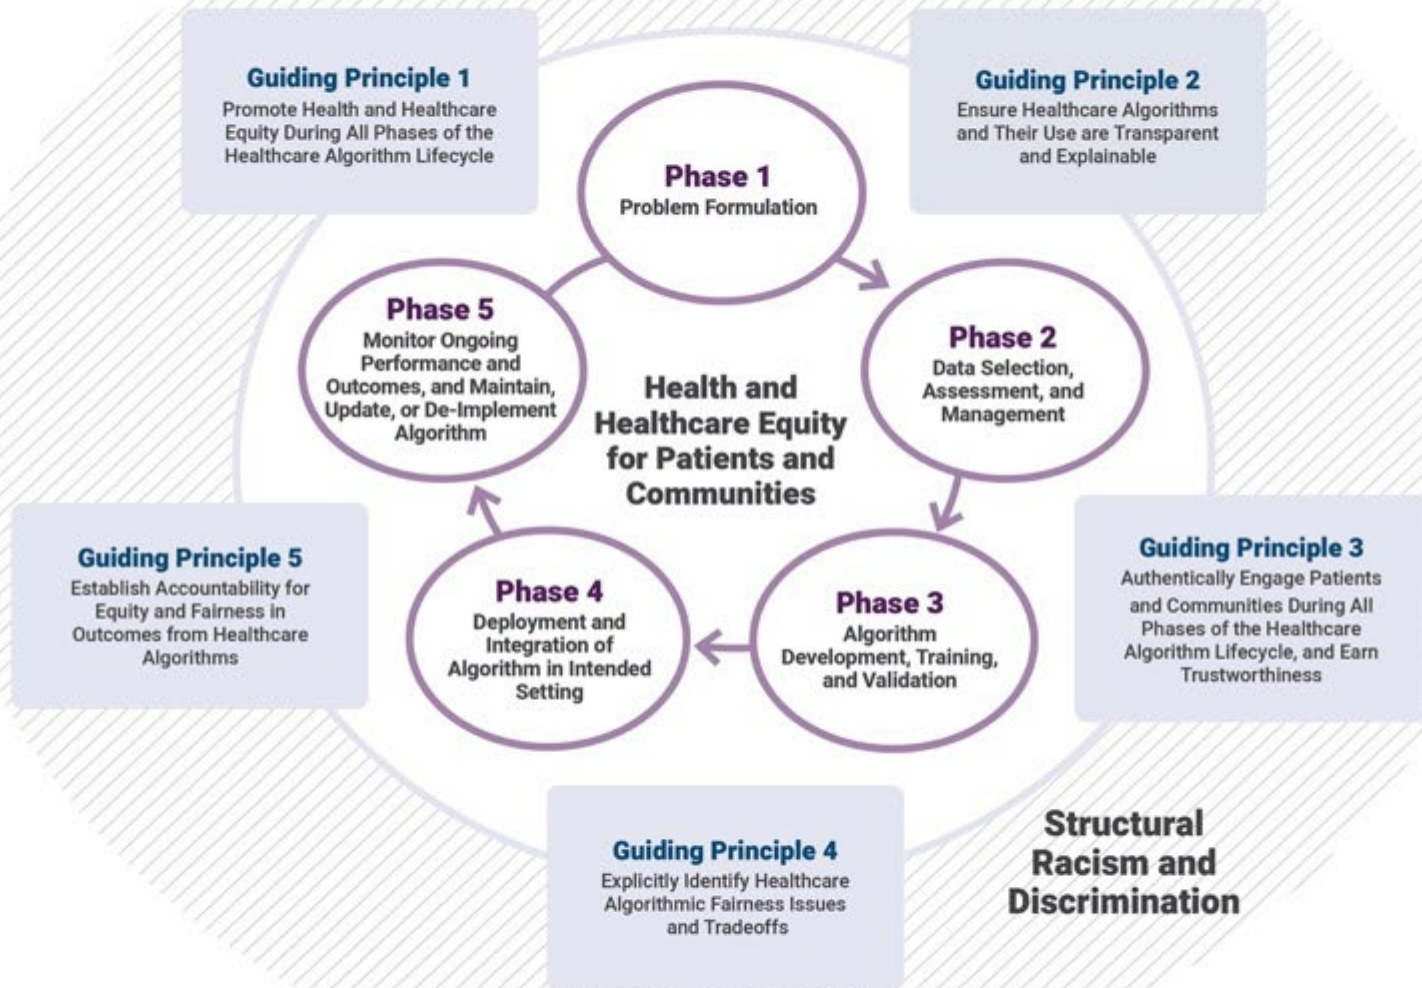 Guiding Principle 1
Promote Health and Healthcare
Equity During All Phases of the
Healthcare Algorithm Lifecycle
Guiding Principle 2
Ensure Healthcare Algorithms
and Their Use are Transparent
and Explainable
Phase 1
Problem Formulation
Phase 5
Monitor Ongoing
Performance and
Outcomes, and Maintain,
Update, or De-Implement
Algorithm
Phase 2
Data Selection,
Assessment, and
Management
Health and
Healthcare Equity
for Patients and
Communities
Guiding Principle 5
Establish Accountability for
Equity and Fairness in
Outcomes from Healthcare
Algorithms
Phase 4
Deployment and
Integration of
Algorithm in Intended
Setting
Phase 3
Algorithm
Development, Training,
and Validation
Guiding Principle 3
Authentically Engage Patients
and Communities During All
Phases of the Healthcare
Algorithm Lifecycle, and Earn
Trustworthiness
Guiding Principle 4
Explicitly Identify Healthcare
Algorithmic Fairness Issues
and Tradeoffs
Structural
Racism and
Discrimination